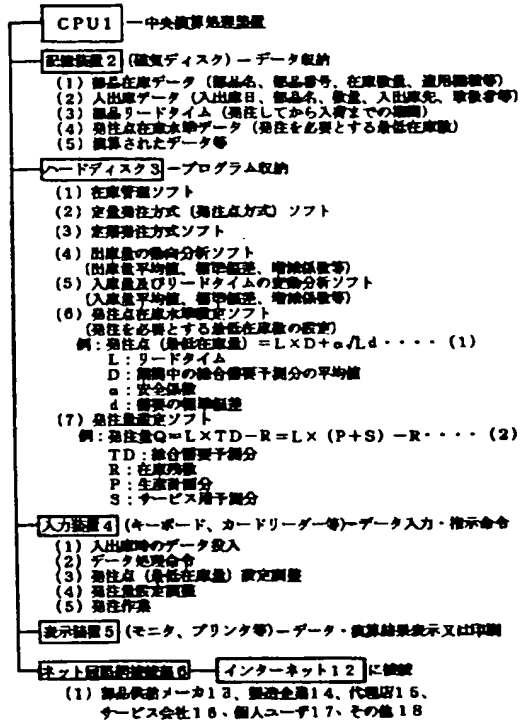 CPU1 ー中央演算処理装置
記憶装置2 (磁気ディスク) ーデータ収納
(1) 部品在庫データ (部品名、部品番号、在庫数量、適用機種等)
(2) 入出庫データ (入出庫日、部品名、数量、入出庫先、取扱者等)
(3) 部品リードタイム (発注してから入荷までの期間)
(4) 発注点在庫水準データ (発注を必要とする最低在庫数)
(5) 演算されたデータ等
ハードディスク3 ープログラム収納
(1) 在庫管理ソフト
(2) 定量発注方式 (発注点方式) ソフト
(3) 定期発注方式ソフト
(4) 出庫量の動向分析ソフト
(出庫量平均値、標準偏差、増減係数等)
(5) 入庫量及びリードタイムの変動分析ソフト
(入庫量平均値、標準偏差、増減係数等)
(6) 発注点在庫水準設定ソフト
(発注を必要とする最低在庫数の設定)
例:発注点 (最低在庫量) =L×D+α√Ld・・・・ (1)
L:リードタイム
D:期間中の総合需要予測分の平均値
α:安全係数
d:需要の標準偏差
(7) 発注量設定ソフト
例:発注量Q=L×TD-R=L× (P+S) -R・・・・ (2)
TD:総合需要予測分
R:在庫残数
P:生産計画分
S:サービス用予測分
入力装置4 (キーボード、カードリーダー等)ーデータ入力・指示命令
(1) 入出庫時のデータ投入
(2) データ処理命令
(3) 発注点 (最低在庫量) 設定調整
(4) 発注量設定調整
(5) 発注作業
表示装置5 (モニタ、プリンタ等) ーデータ・演算結果表示又は印刷
ネット回路網接続器6 インターネット12 に接続
(1) 部品供給メーカ13、製造企業14、代理店15、
サービス会社16、個人ユーザ17、その他18